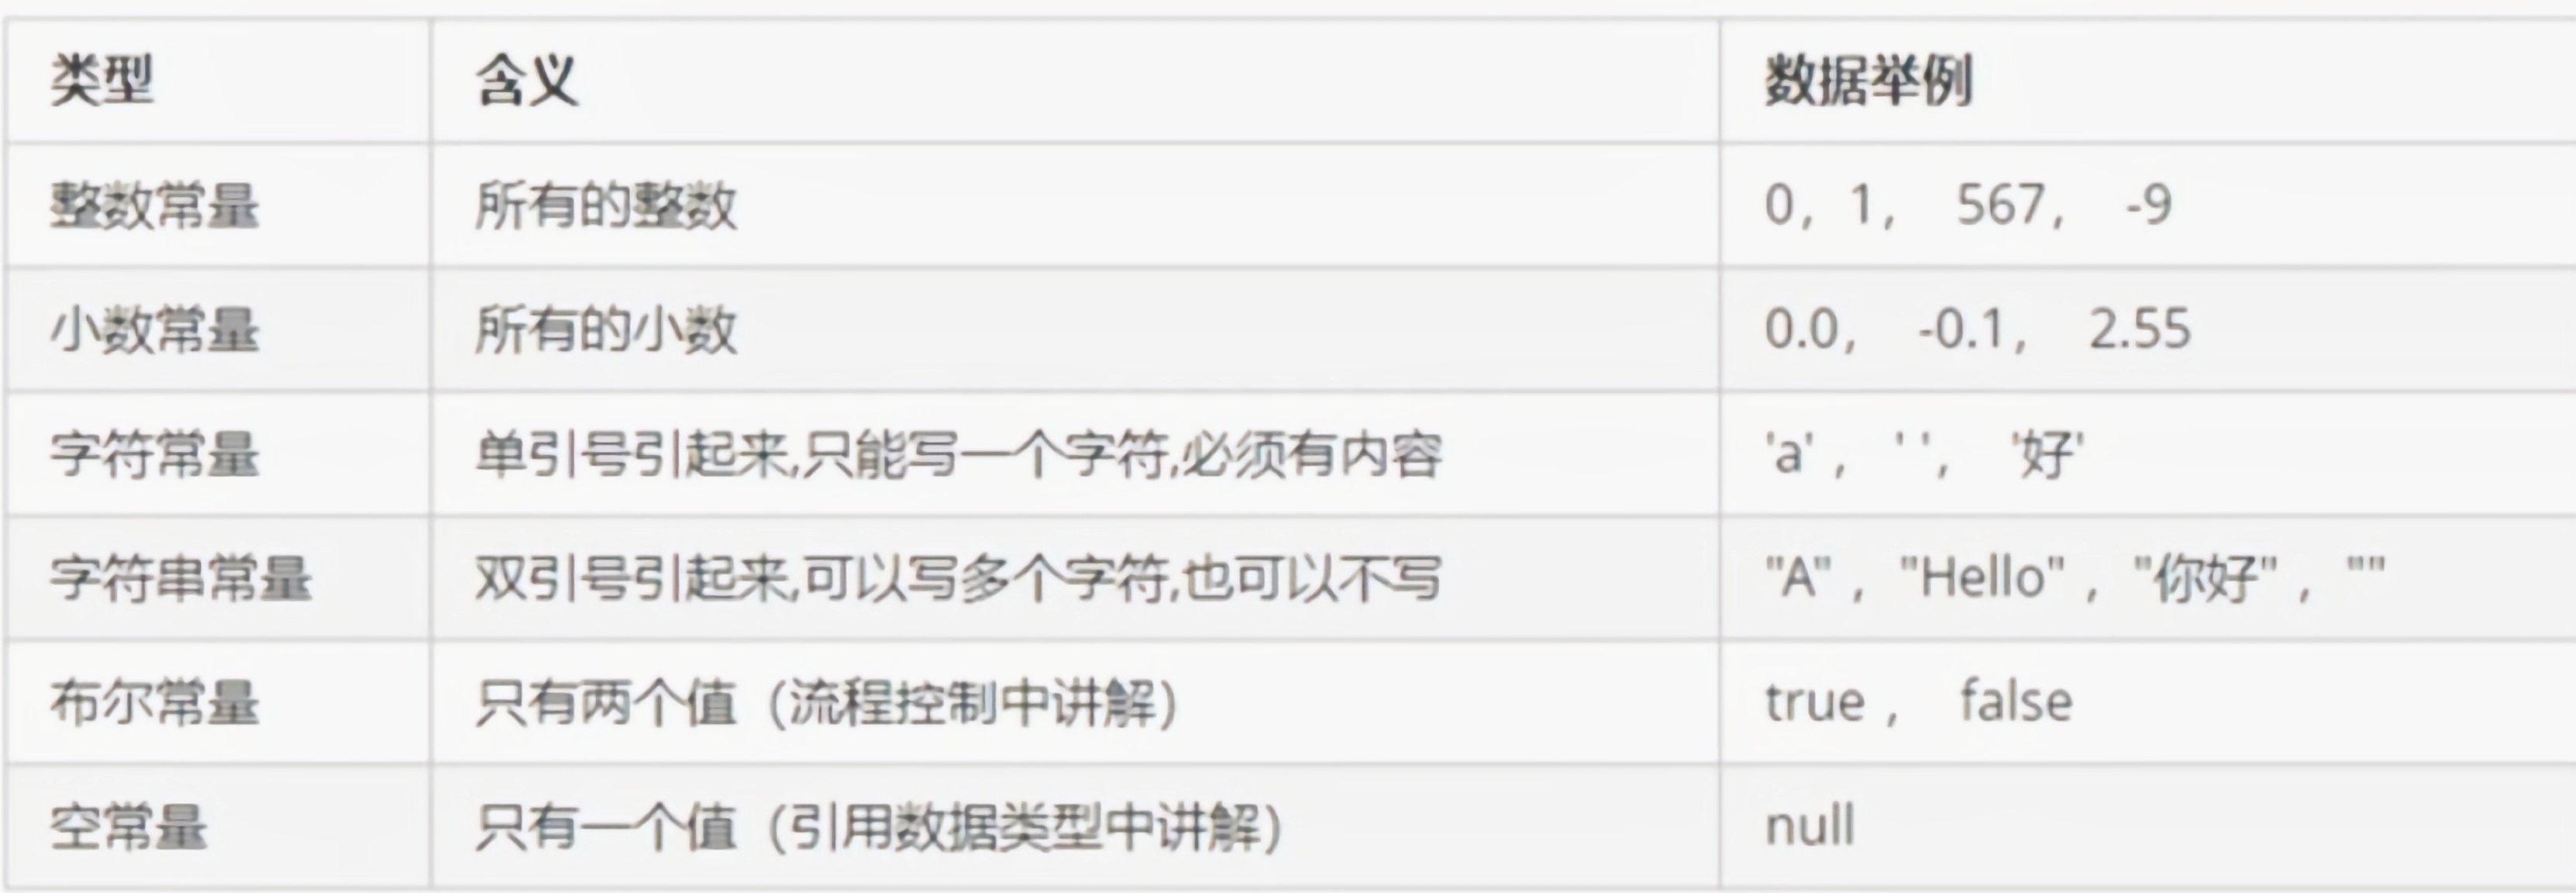 类型 含义 数据举例
整数常量 所有的整数 0, 1, 567, -9
小数常量 所有的小数 0.0, -0.1, 2.55
字符常量 单引号引起来,只能写一个字符,必须有内容 'a' , ' ', '好'
字符串常量 双引号引起来,可以写多个字符,也可以不写 "A" , "Hello" , "你好" , ""
布尔常量 只有两个值（流程控制中讲解） true , false
空常量 只有一个值（引用数据类型中讲解） null